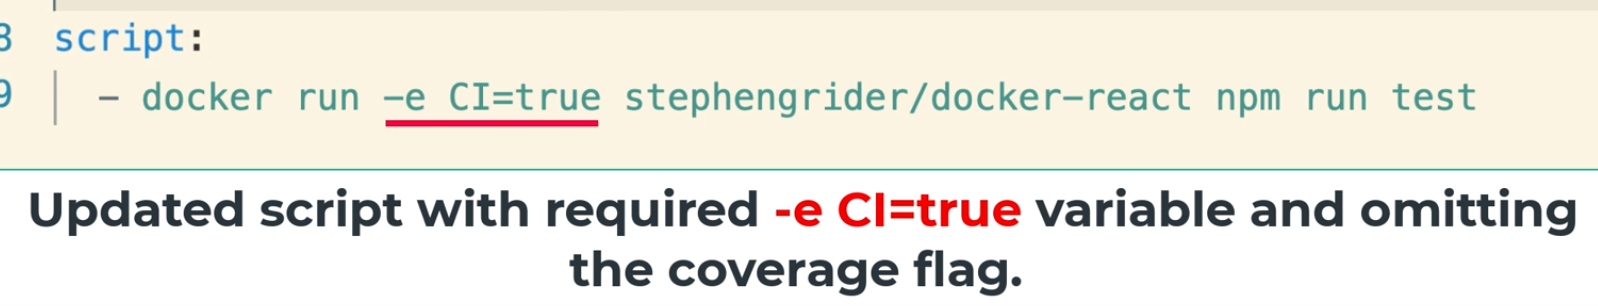 8 script:
9 - docker run -e CI=true stephengrider/docker-react npm run test
Updated script with required -e CI=true variable and omitting
the coverage flag.